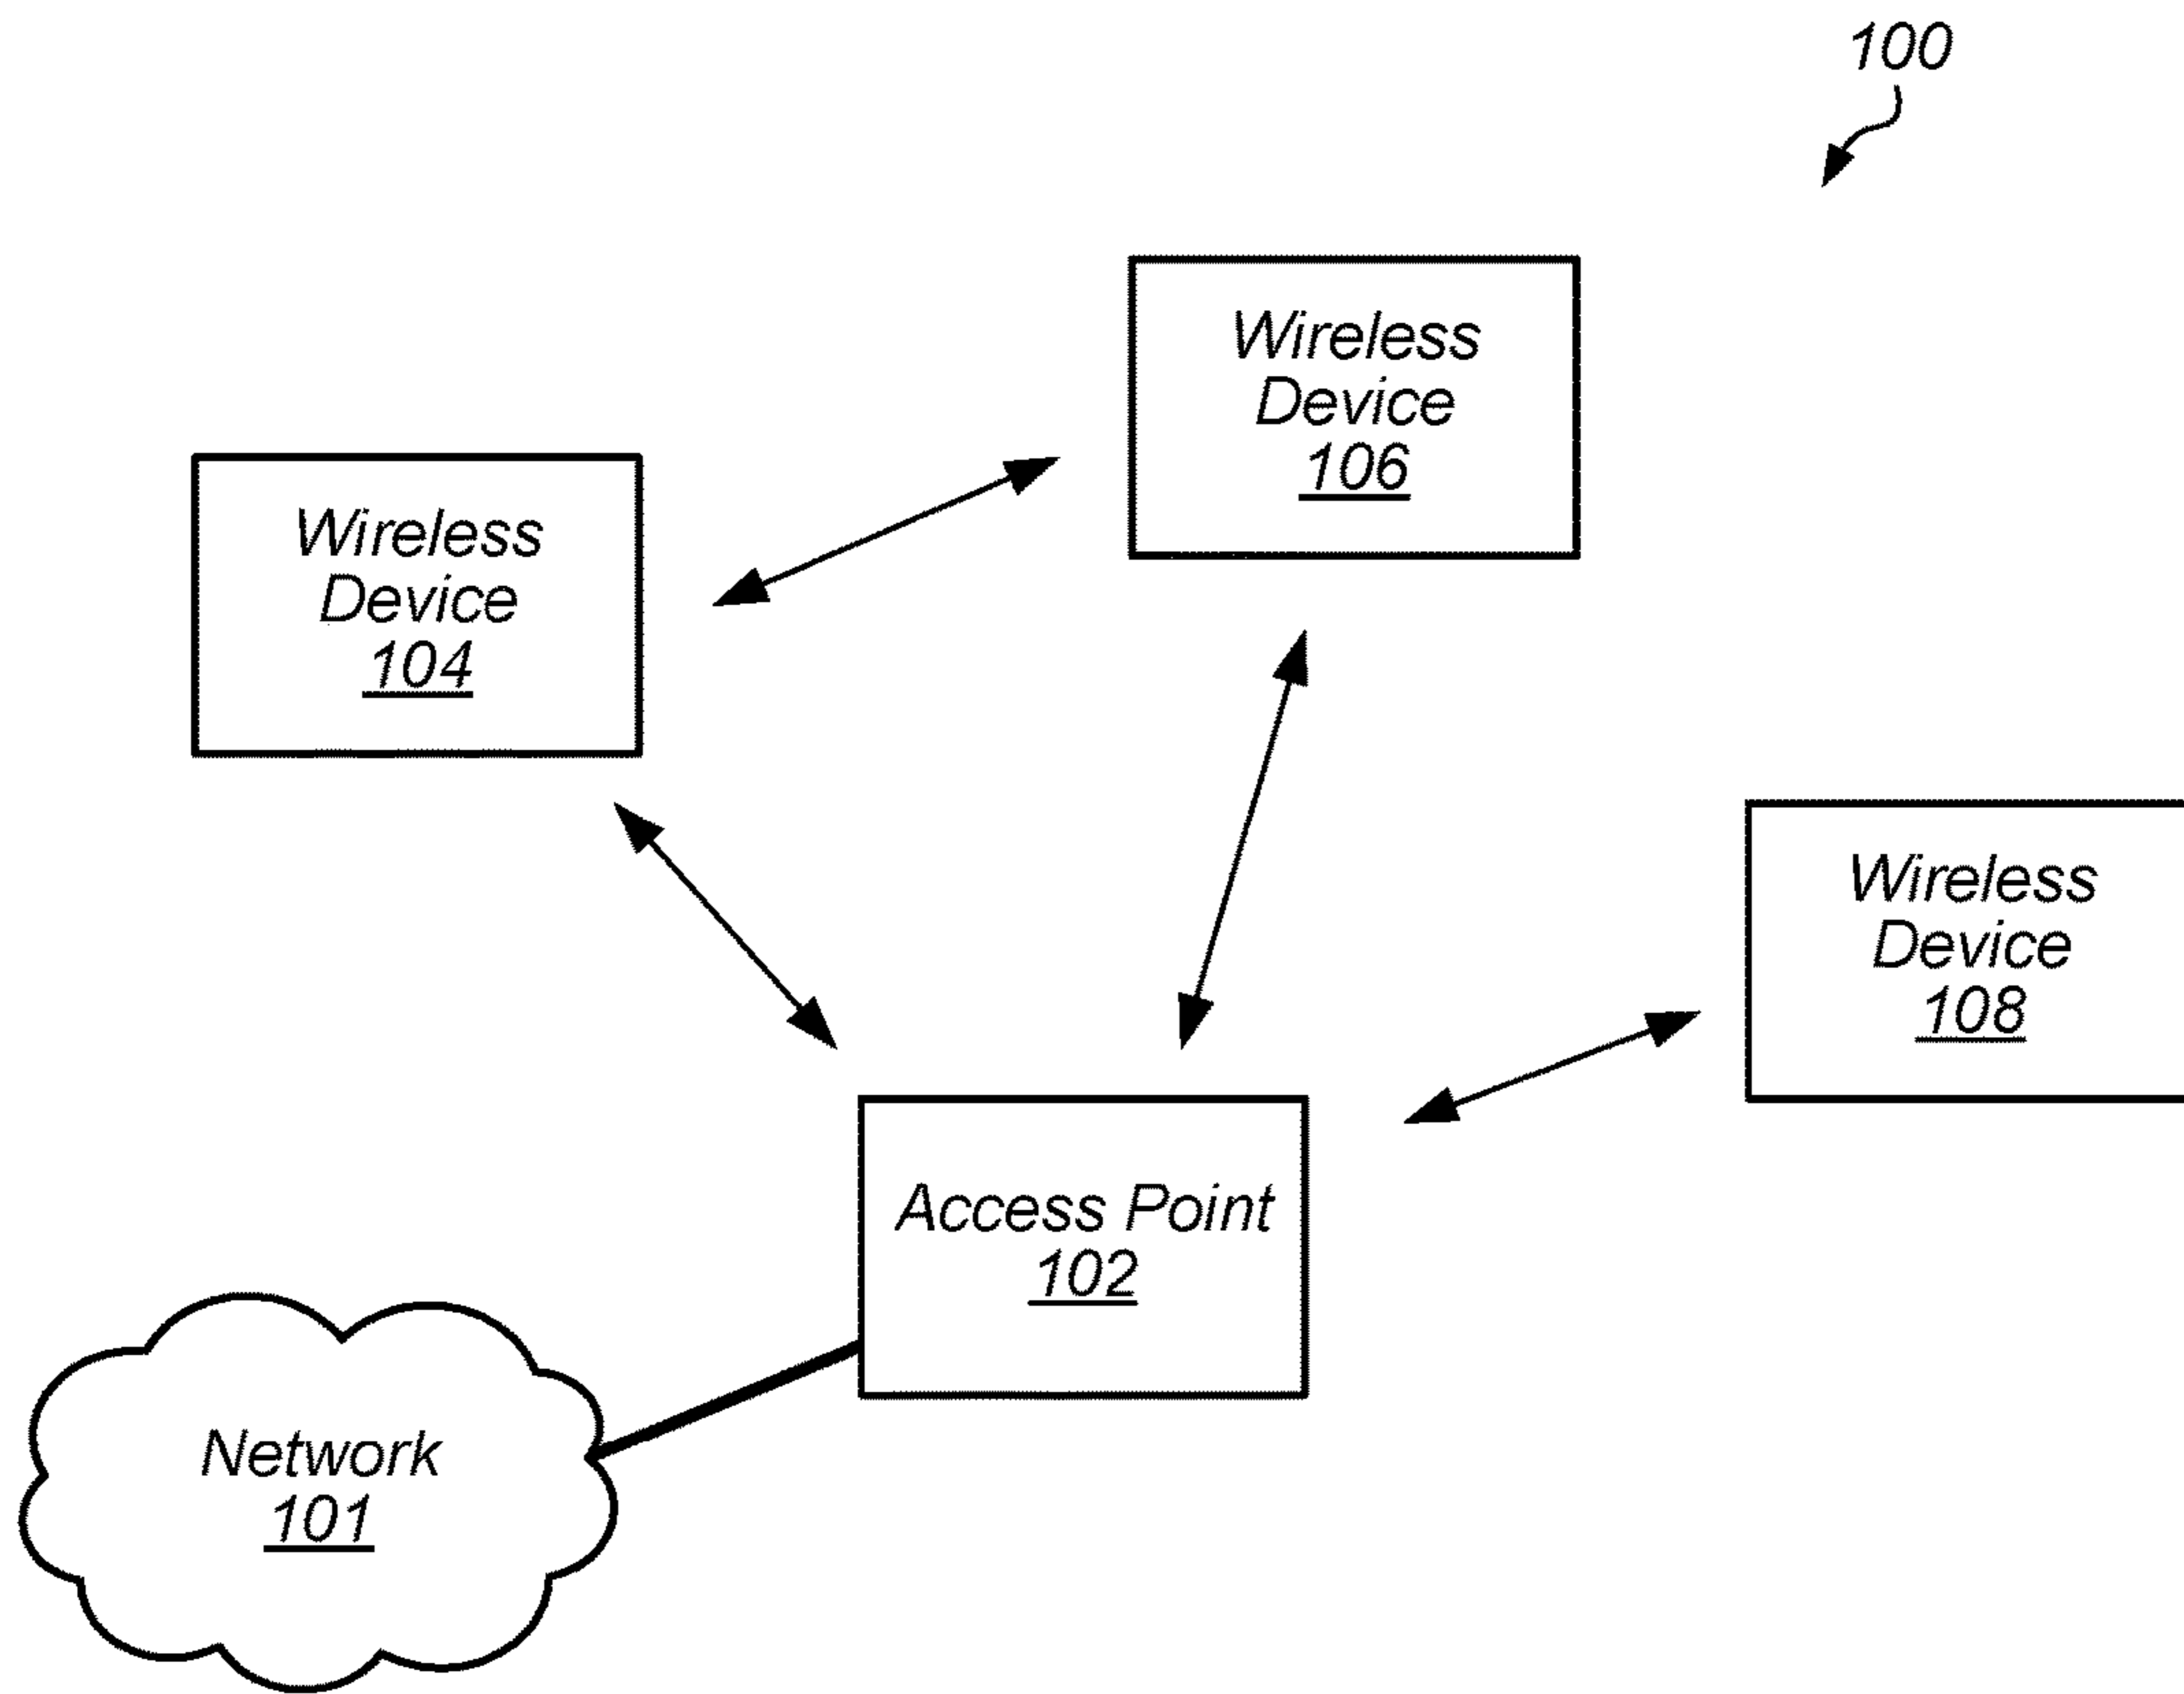 100
Wireless
Device
106
Wireless
Device
104
Wireless
Device
108
Access Point
102
Network
101